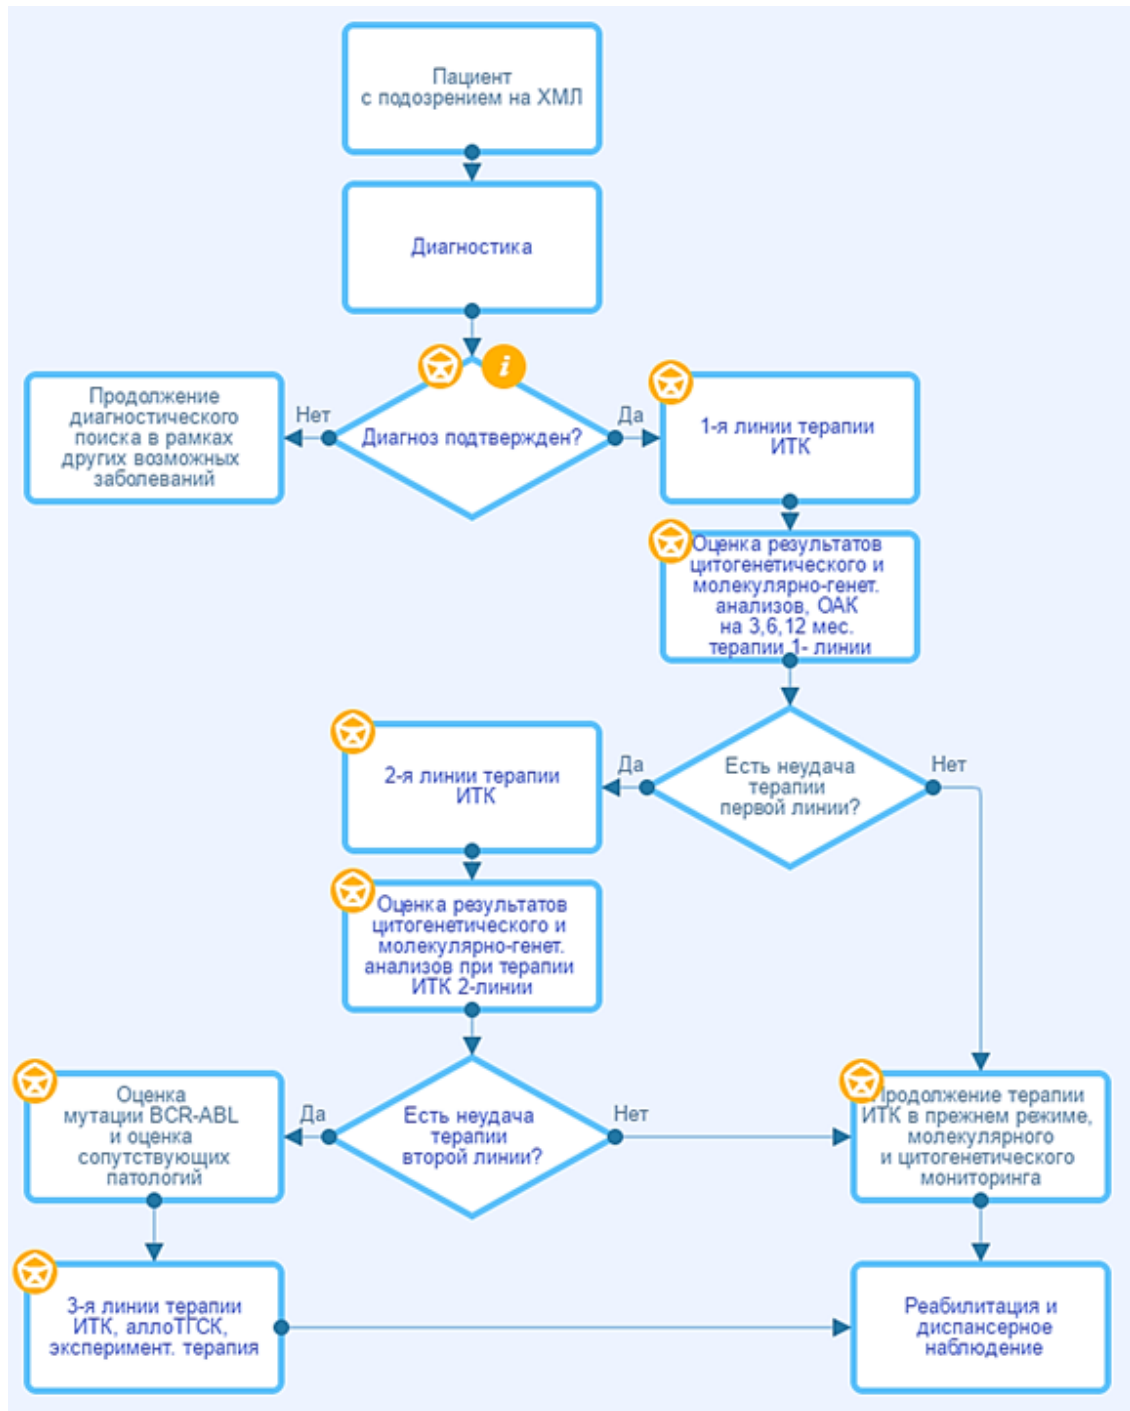 Пациент
с подозрением на ХМЛ
Диагностика
i
Диагноз подтвержден?
Нет
Да
Продолжение
диагностического
поиска в рамках
других возможных
заболеваний
1-я линии терапии
ИТК
Оценка результатов
цитогенетического и
молекулярно-генет.
анализов, ОАК
на 3,6,12 мес.
терапии 1- линии
Есть неудача
терапии
первой линии?
Да
Нет
2-я линии терапии
ИТК
Оценка результатов
цитогенетического и
молекулярно-генет.
анализов при терапии
ИТК 2-линии
Есть неудача
терапии
второй линии?
Да
Нет
Оценка
мутации BCR-ABL
и оценка
сопутствующих
патологий
Продолжение терапии
ИТК в прежнем режиме,
молекулярного
и цитогенетического
мониторинга
3-я линии терапии
ИТК, аллоТГСК,
эксперимент. терапия
Реабилитация и
диспансерное
наблюдение